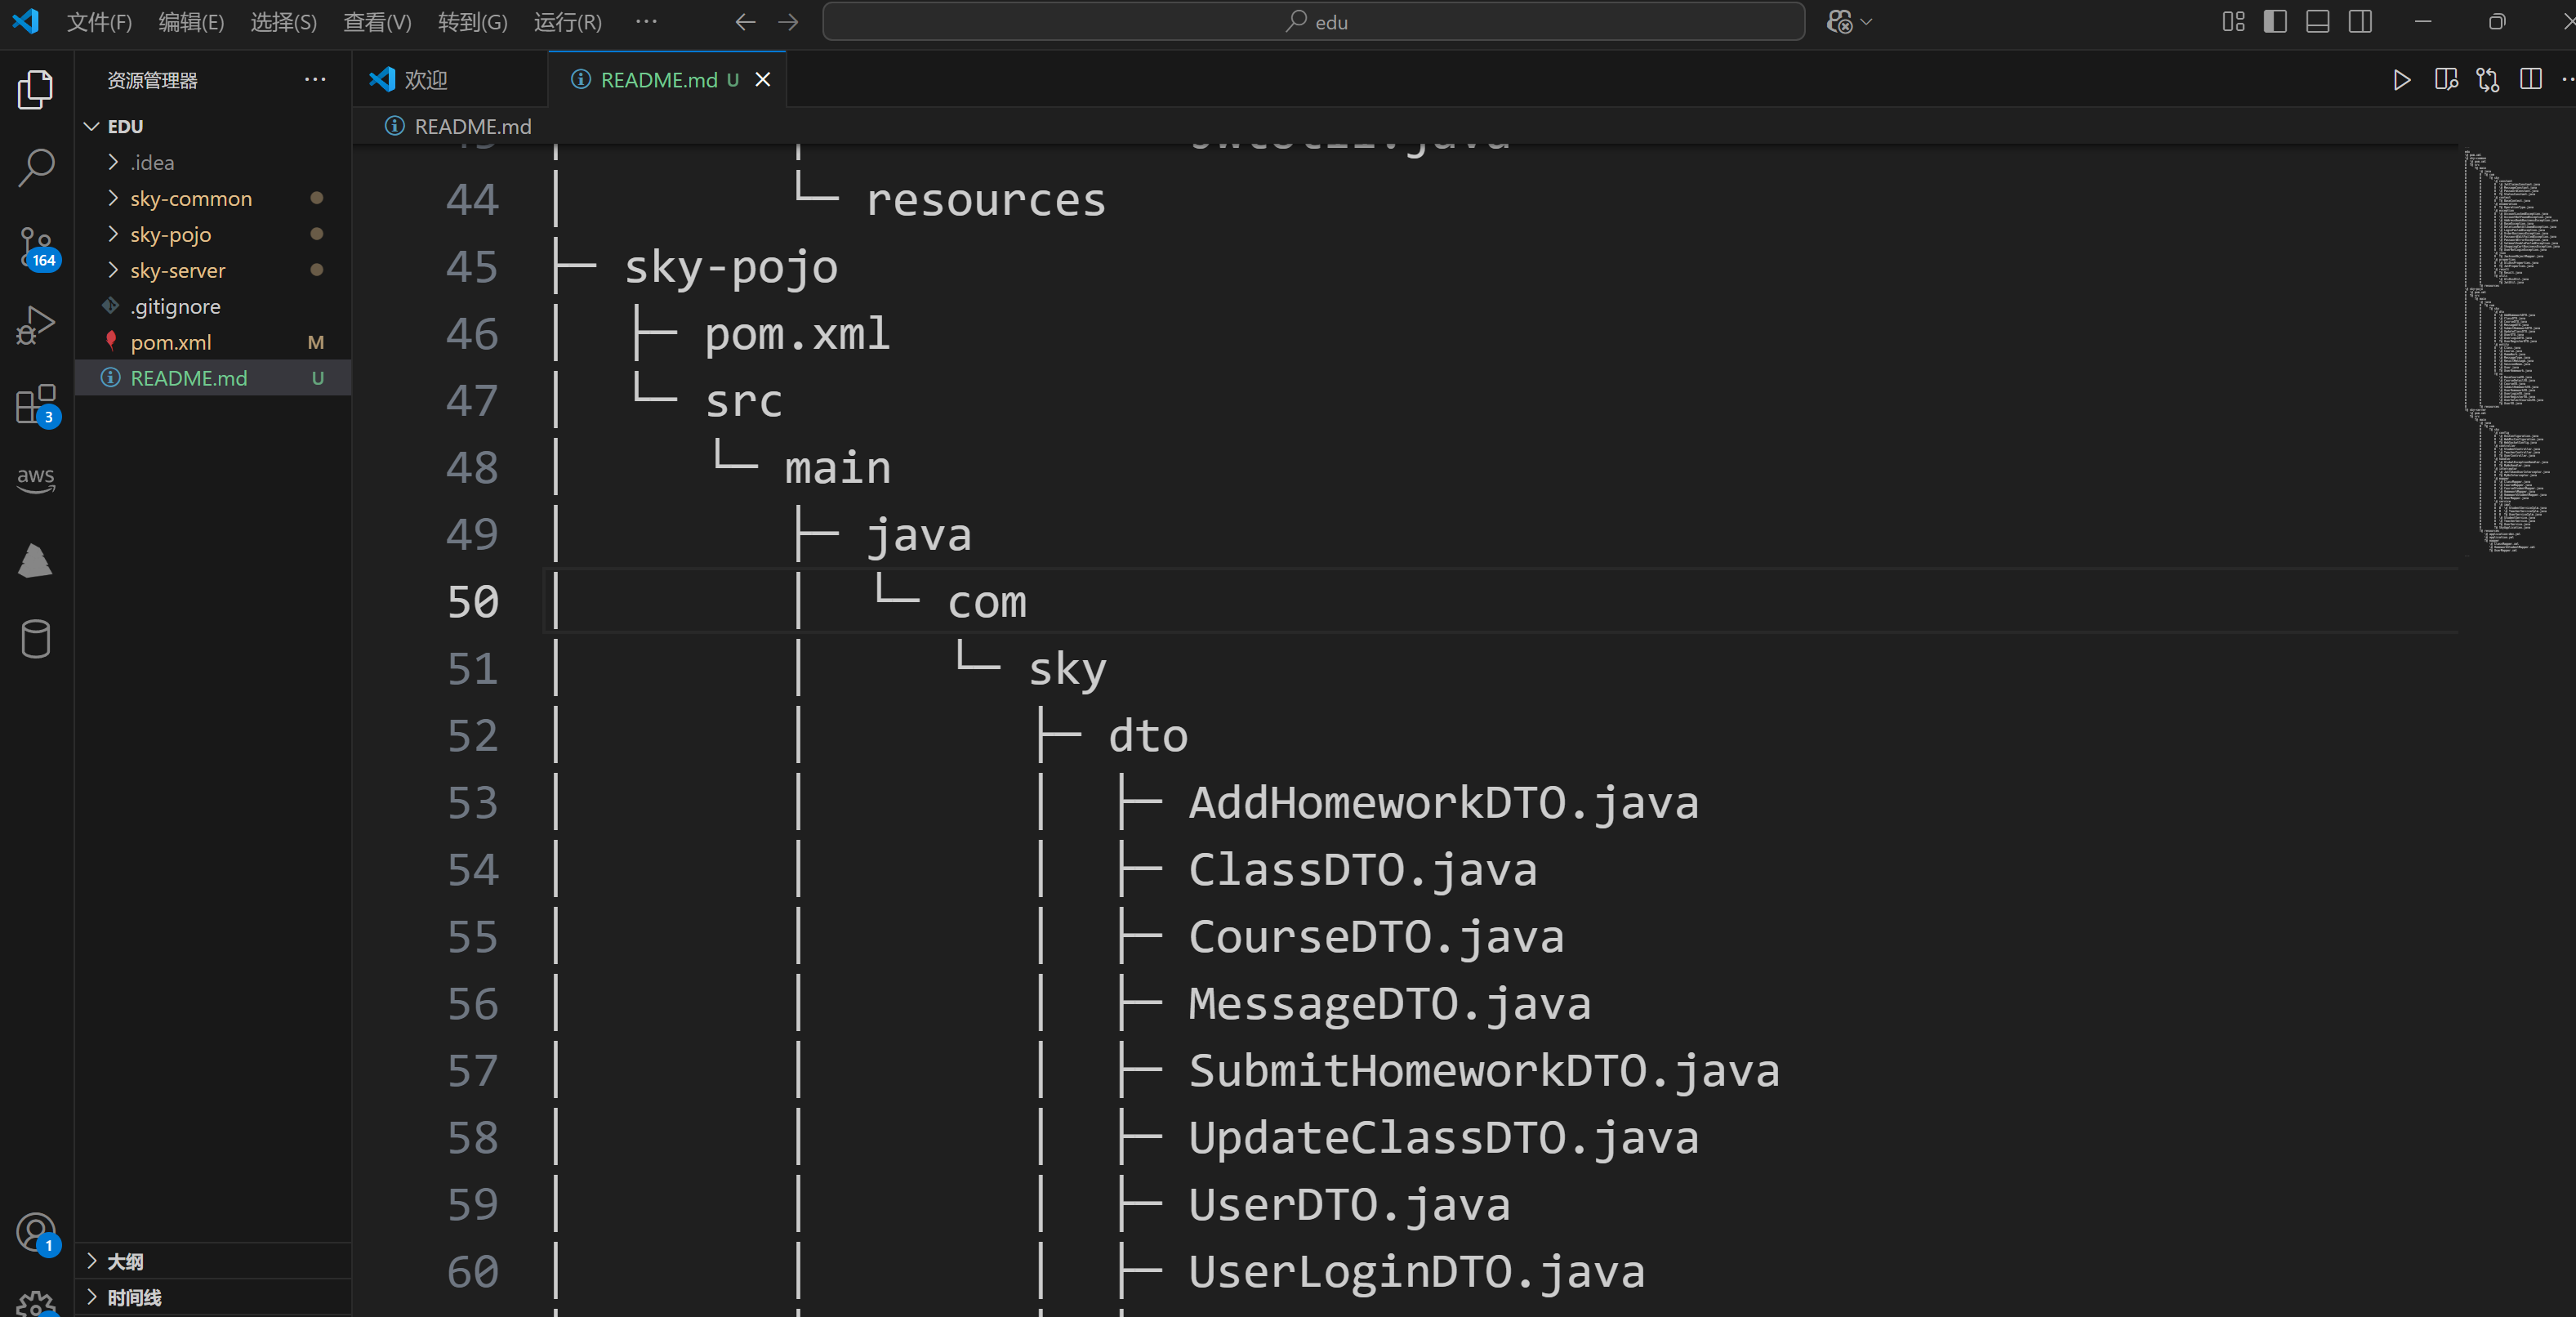 文件(F) 编辑(E) 选择(S) 查看(V) 转到(G) 运行(R) ··· edu
资源管理器 ···
欢迎 README.md U
EDU
README.md
.idea
sky-common
sky-pojo
sky-server
.gitignore
pom.xml M
README.md U
164
3
aws
1
大纲
时间线
44 │ └─ resources
45 ├─ sky-pojo
46 │ ├─ pom.xml
47 │ └─ src
48 │ └─ main
49 │ ├─ java
50 │ │ └─ com
51 │ │ └─ sky
52 │ │ ├─ dto
53 │ │ │ ├─ AddHomeworkDTO.java
54 │ │ │ ├─ ClassDTO.java
55 │ │ │ ├─ CourseDTO.java
56 │ │ │ ├─ MessageDTO.java
57 │ │ │ ├─ SubmitHomeworkDTO.java
58 │ │ │ ├─ UpdateClassDTO.java
59 │ │ │ ├─ UserDTO.java
60 │ │ │ ├─ UserLoginDTO.java